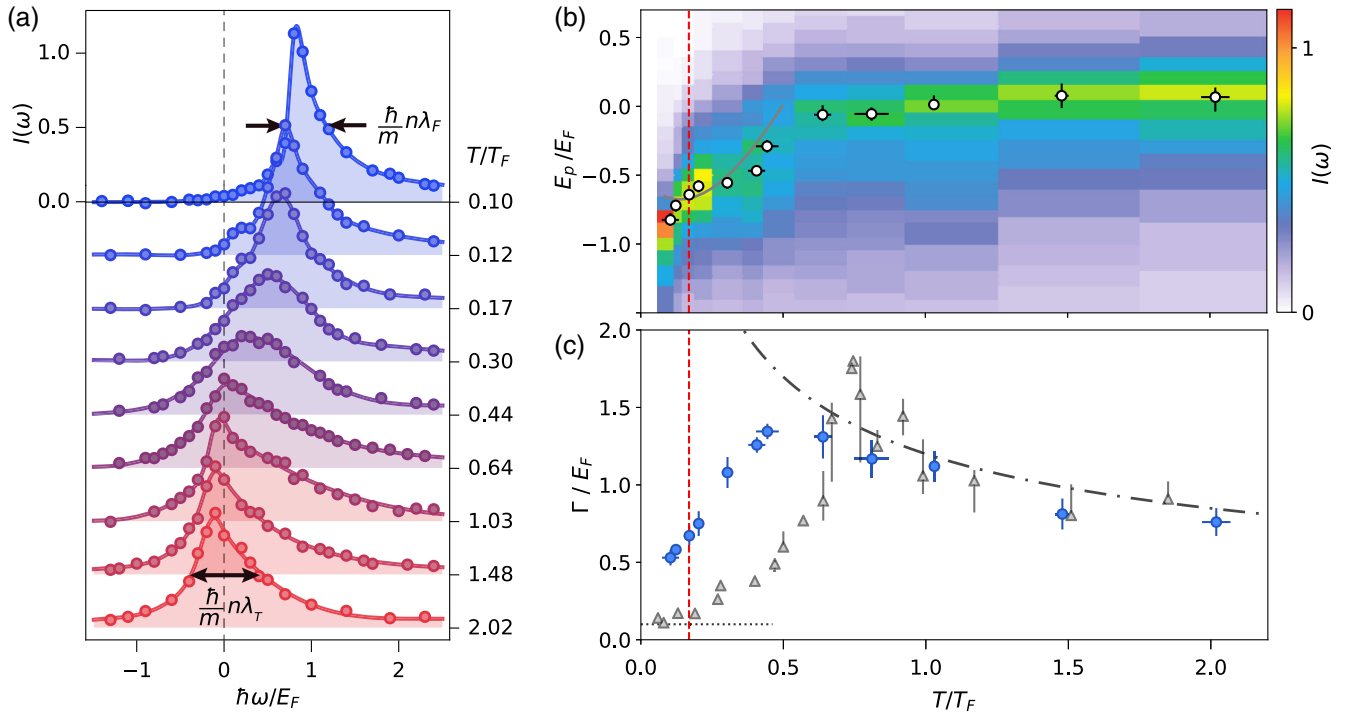 (a)
I(ω)
1.0
0.5
0.0
ħ/m nλ_F
T/T_F
0.10
0.12
0.17
0.30
0.44
0.64
1.03
1.48
2.02
ħ/m nλ_T
−1 0 1 2
ħω/E_F
(b)
E_p/E_F
0.5
0.0
−0.5
−1.0
1
0
I(ω)
(c)
Γ / E_F
2.0
1.5
1.0
0.5
0.0
0.0 0.5 1.0 1.5 2.0
T/T_F